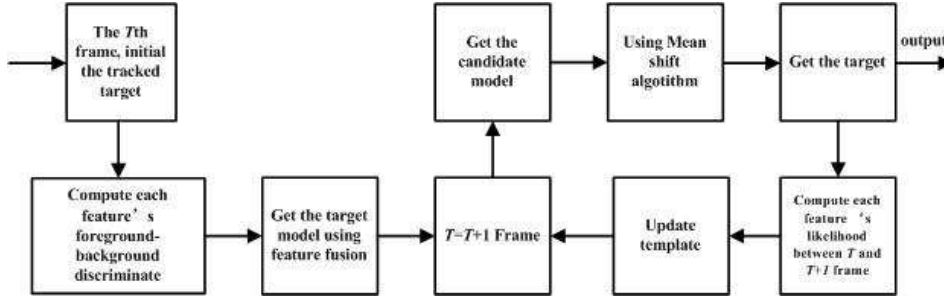 The Tth
frame, initial
the tracked
target
Get the
candidate
model
Using Mean
shift
algotithm
Get the target
output
Compute each
feature’s
foreground-
background
discriminate
Get the target
model using
feature fusion
T=T+1 Frame
Update
template
Compute each
feature ‘s
likelihood
between T and
T+1 frame